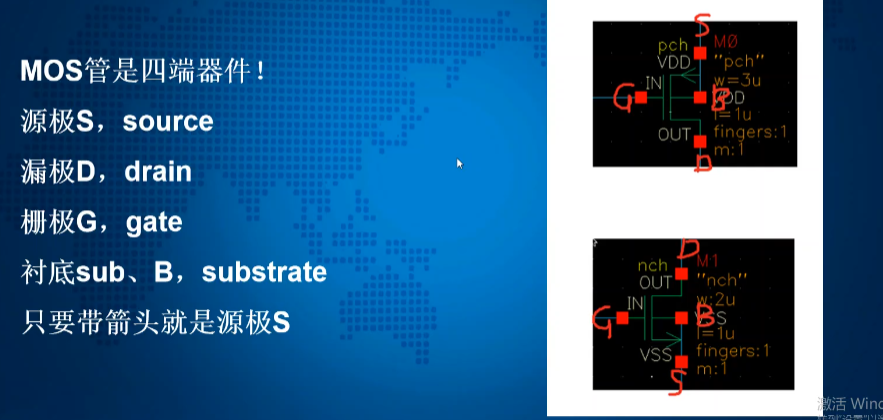 MOS管是四端器件！
源极S，source
漏极D，drain
栅极G，gate
衬底sub、B，substrate
只要带箭头就是源极S
S
pch
M0
VDD
"pch"
IN
w=3u
G
B
l=1u
OUT
fingers:1
D
m:1
D
nch
M1
OUT
"nch"
IN
w:2u
G
B
VSS
l=1u
VSS
fingers:1
S
m:1
激活 Wind